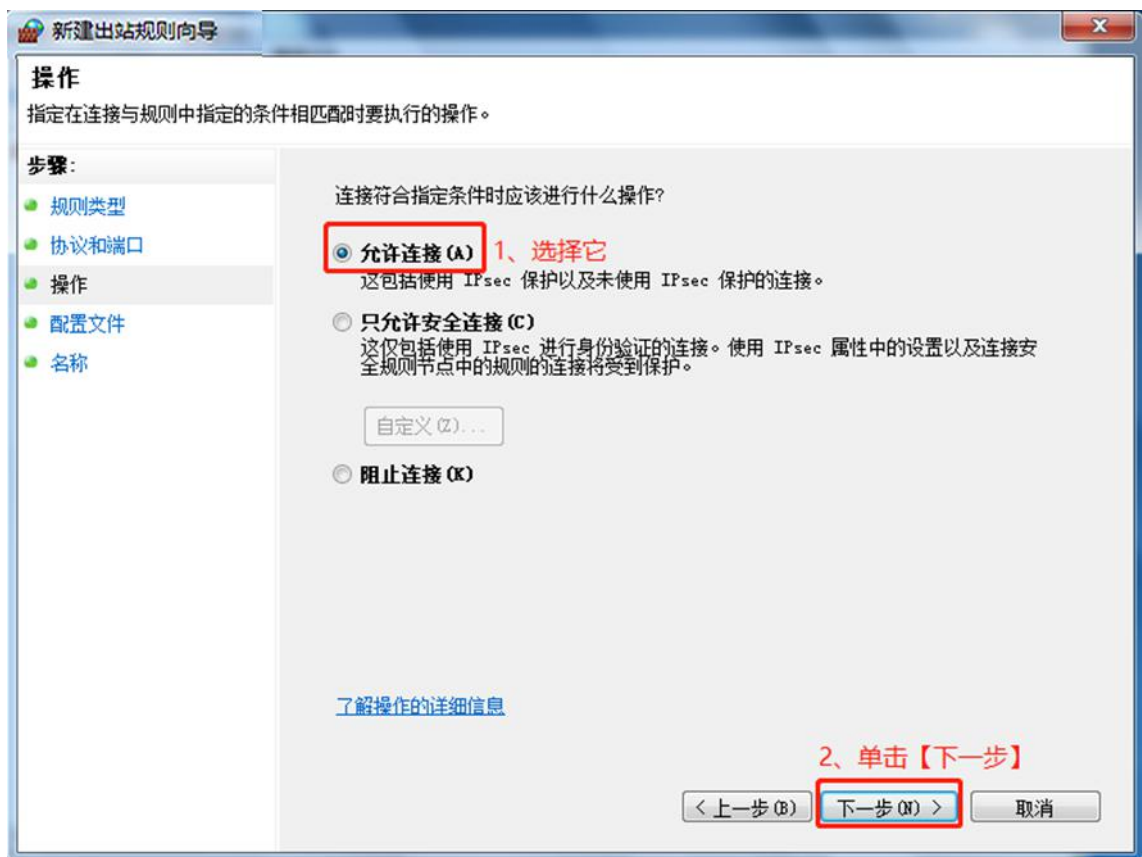 新建出站规则向导
操作
指定在连接与规则中指定的条件相匹配时要执行的操作。
步骤:
规则类型
协议和端口
操作
配置文件
名称
连接符合指定条件时应该进行什么操作?
允许连接(A) 1、选择它
这包括使用 IPsec 保护以及未使用 IPsec 保护的连接。
只允许安全连接(C)
这仅包括使用 IPsec 进行身份验证的连接。使用 IPsec 属性中的设置以及连接安
全规则节点中的规则的连接将受到保护。
自定义(Z)...
阻止连接(K)
了解操作的详细信息
2、单击【下一步】
< 上一步(B) 下一步(N) > 取消